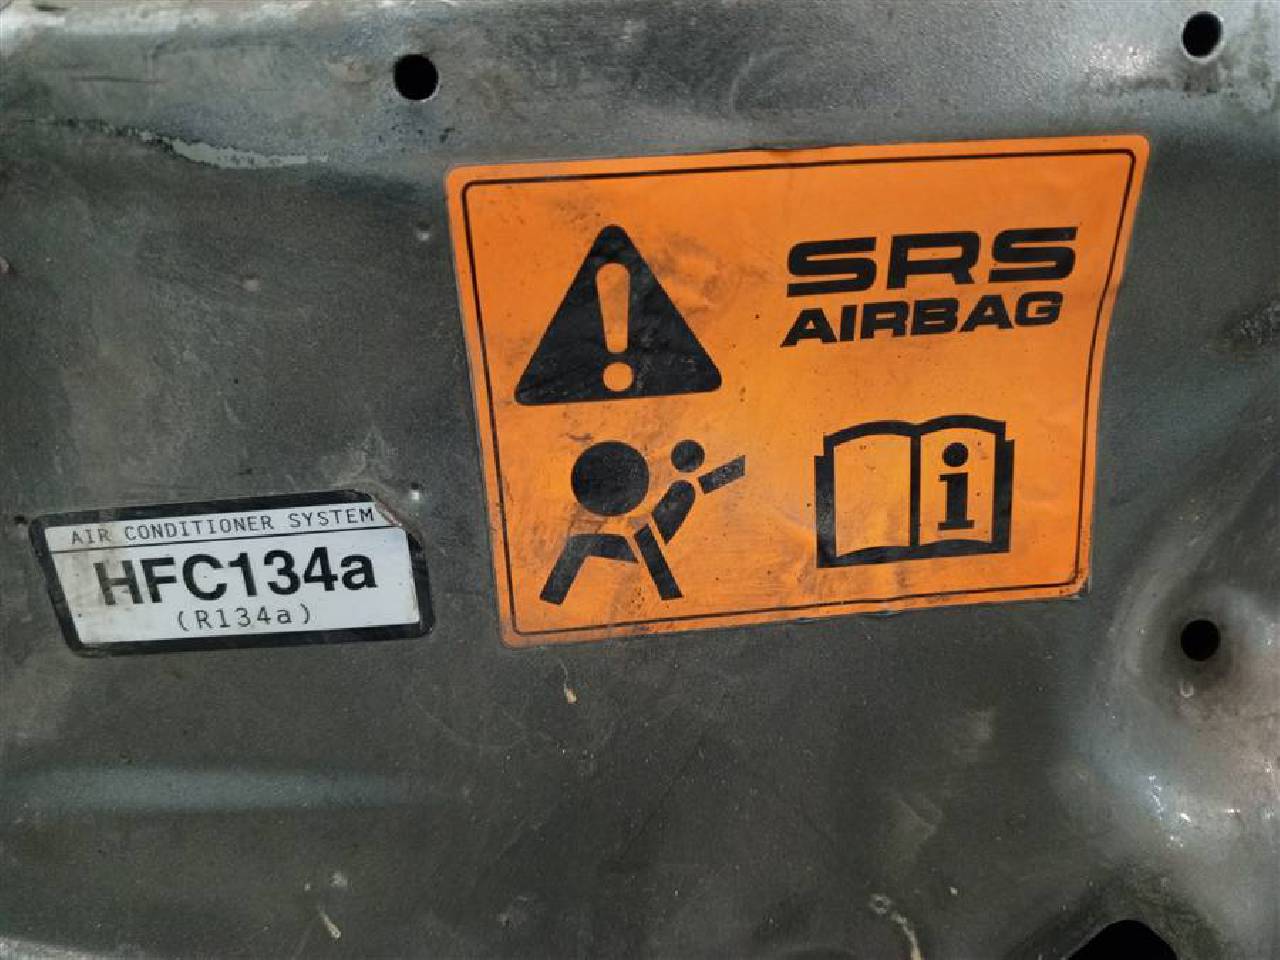 SRS
AIRBAG
i
AIR CONDITIONER SYSTEM
HFC134a
(R134a)